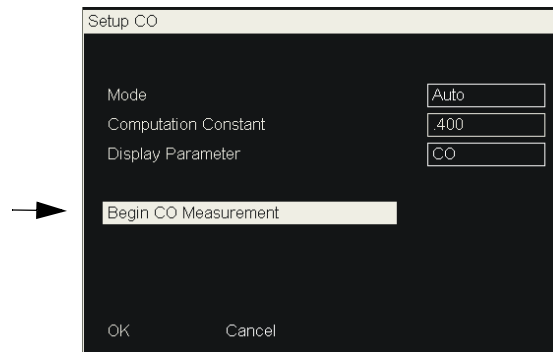 Setup CO
Mode Auto
Computation Constant .400
Display Parameter CO
Begin CO Measurement
OK Cancel